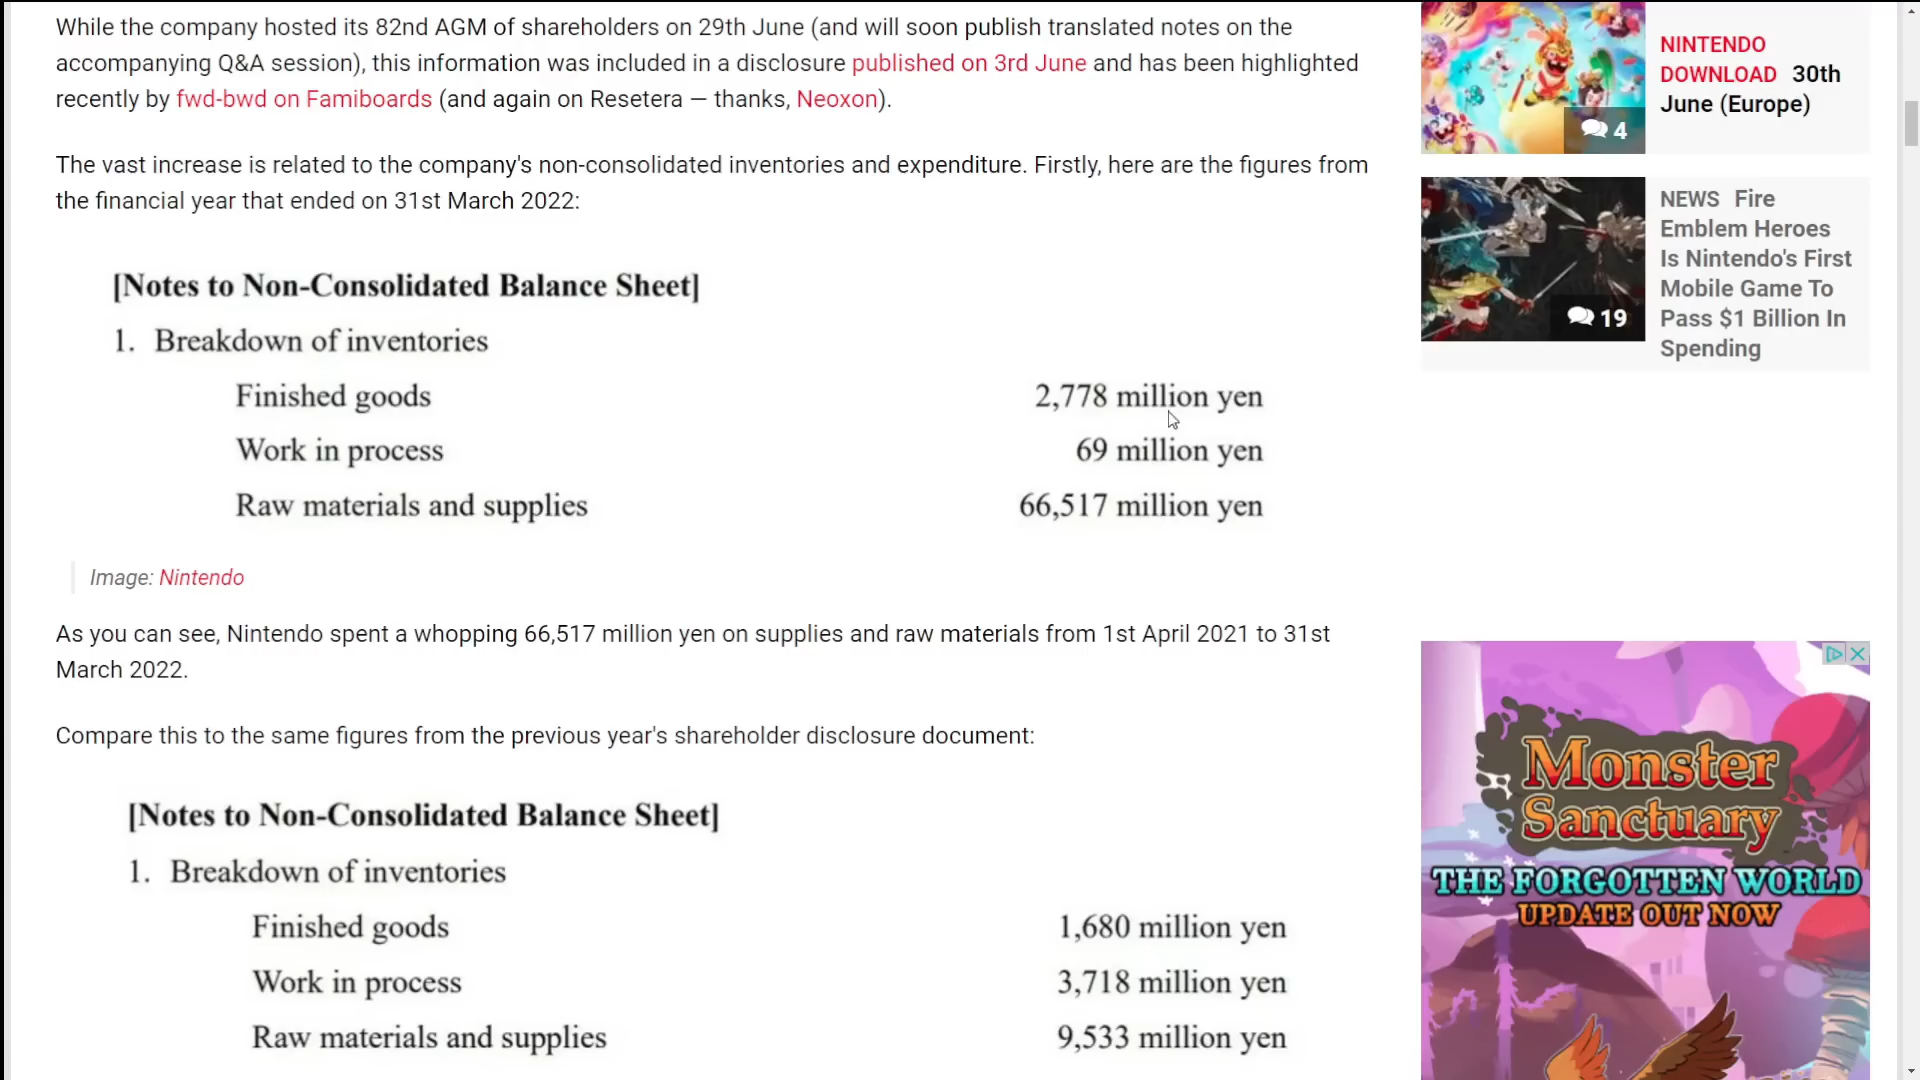 While the company hosted its 82nd AGM of shareholders on 29th June (and will soon publish translated notes on the
accompanying Q&A session), this information was included in a disclosure published on 3rd June and has been highlighted
recently by fwd-bwd on Famiboards (and again on Resetera — thanks, Neoxon).
The vast increase is related to the company's non-consolidated inventories and expenditure. Firstly, here are the figures from
the financial year that ended on 31st March 2022:
[Notes to Non-Consolidated Balance Sheet]
1. Breakdown of inventories
Finished goods 2,778 million yen
Work in process 69 million yen
Raw materials and supplies 66,517 million yen
Image: Nintendo
As you can see, Nintendo spent a whopping 66,517 million yen on supplies and raw materials from 1st April 2021 to 31st
March 2022.
Compare this to the same figures from the previous year's shareholder disclosure document:
[Notes to Non-Consolidated Balance Sheet]
1. Breakdown of inventories
Finished goods 1,680 million yen
Work in process 3,718 million yen
Raw materials and supplies 9,533 million yen
NINTENDO
DOWNLOAD 30th
June (Europe)
4
NEWS Fire
Emblem Heroes
Is Nintendo's First
Mobile Game To
Pass $1 Billion In
Spending
19
Monster
Sanctuary
THE FORGOTTEN WORLD
UPDATE OUT NOW